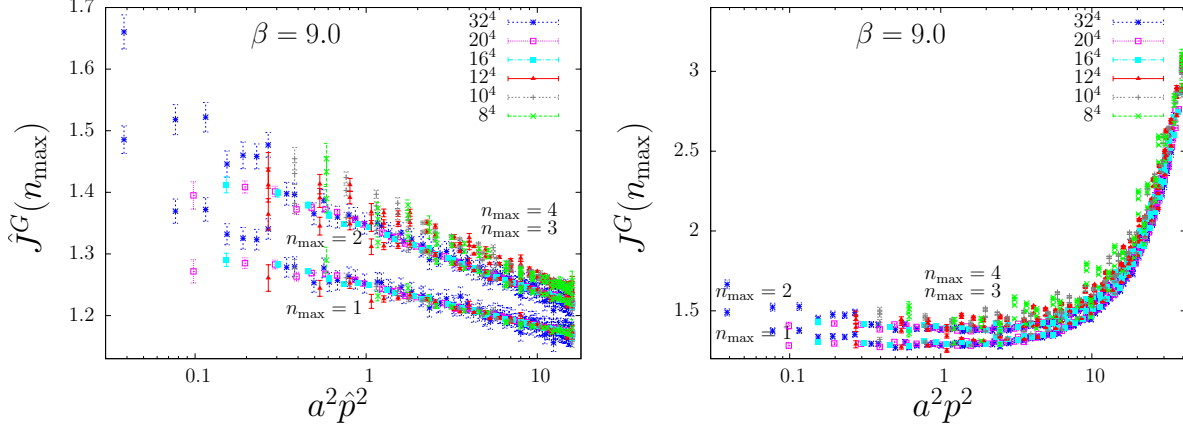 β = 9.0
32⁴
20⁴
16⁴
12⁴
10⁴
8⁴
1.7
1.6
1.5
1.4
1.3
1.2
Ĵ^G(n_max)
n_max = 4
n_max = 3
n_max = 2
n_max = 1
0.1 1 10
a²p̂²
β = 9.0
32⁴
20⁴
16⁴
12⁴
10⁴
8⁴
3
2.5
2
1.5
1
J^G(n_max)
n_max = 4
n_max = 3
n_max = 2
n_max = 1
0.1 1 10
a²p²